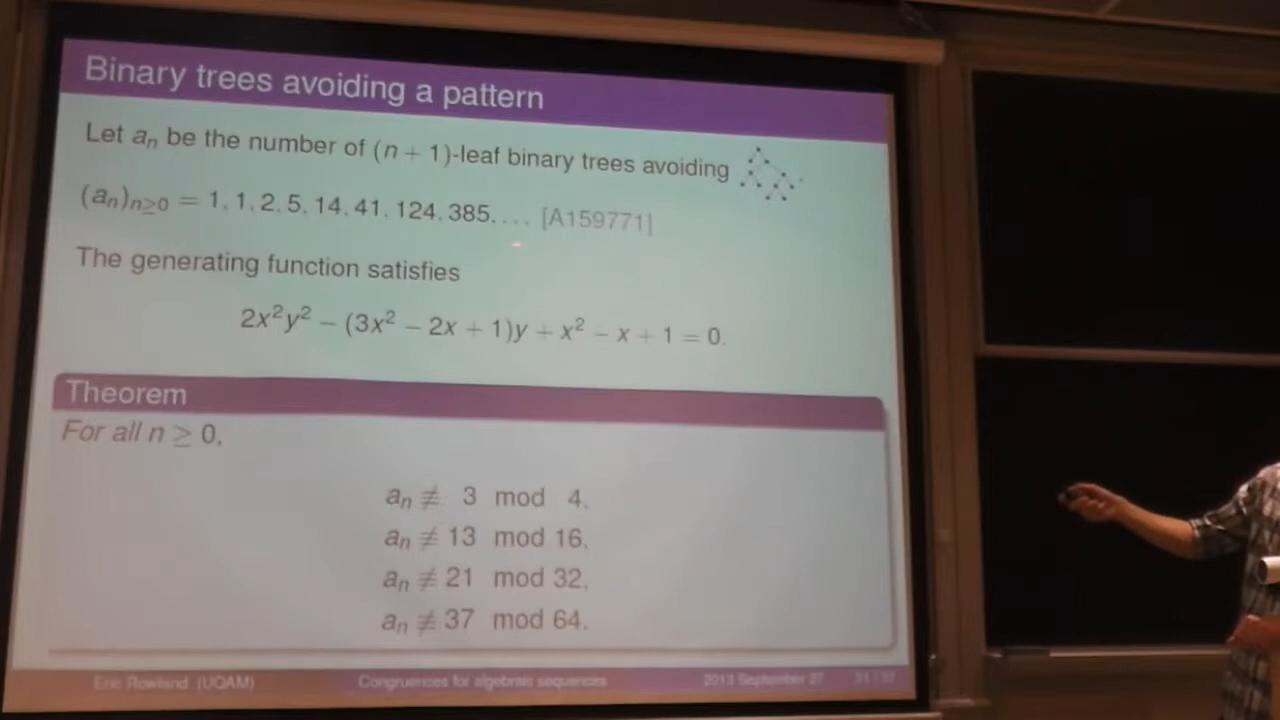 Binary trees avoiding a pattern
Let aₙ be the number of (n + 1)-leaf binary trees avoiding
(aₙ)ₙ≥₀ = 1, 1, 2, 5, 14, 41, 124, 385, . . . . [A159771]
The generating function satisfies
2x²y² − (3x² − 2x + 1)y + x² − x + 1 = 0.
Theorem
For all n ≥ 0,
aₙ ≢ 3 mod 4,
aₙ ≢ 13 mod 16,
aₙ ≢ 21 mod 32,
aₙ ≢ 37 mod 64.
Eric Rowland (UQAM) Congruences for algebraic sequences 2013 September 27